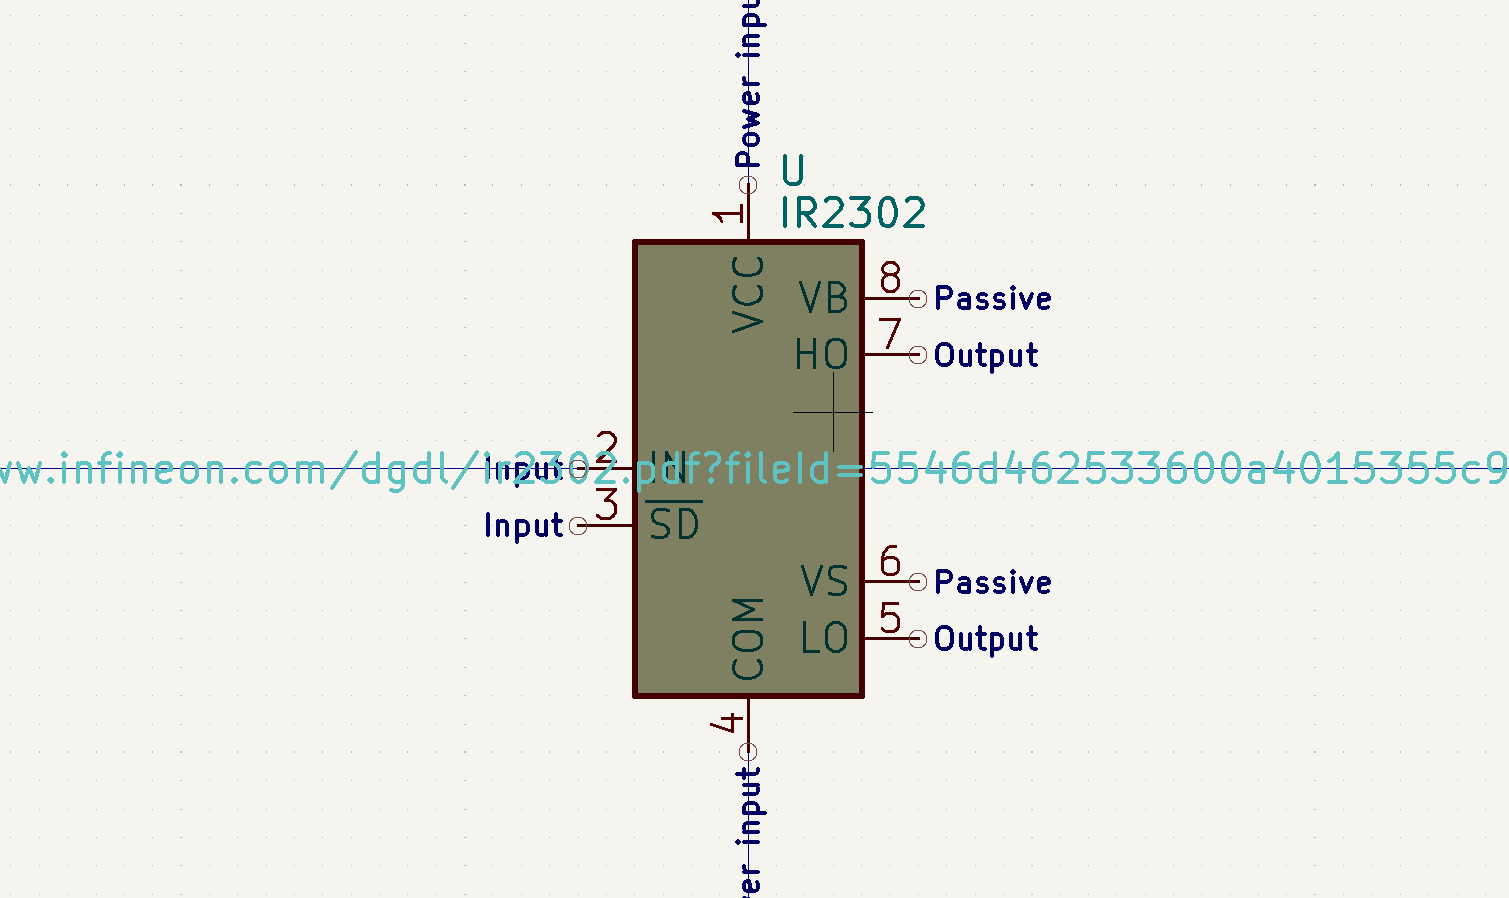 Power inpu
U
IR2302
1
VCC
VB 8 Passive
HO 7 Output
Input 2 IN
ww.infineon.com/dgdl/ir2302.pdf?fileId=5546d462533600a4015355c9
Input 3 SD
VS 6 Passive
LO 5 Output
COM
4
er input